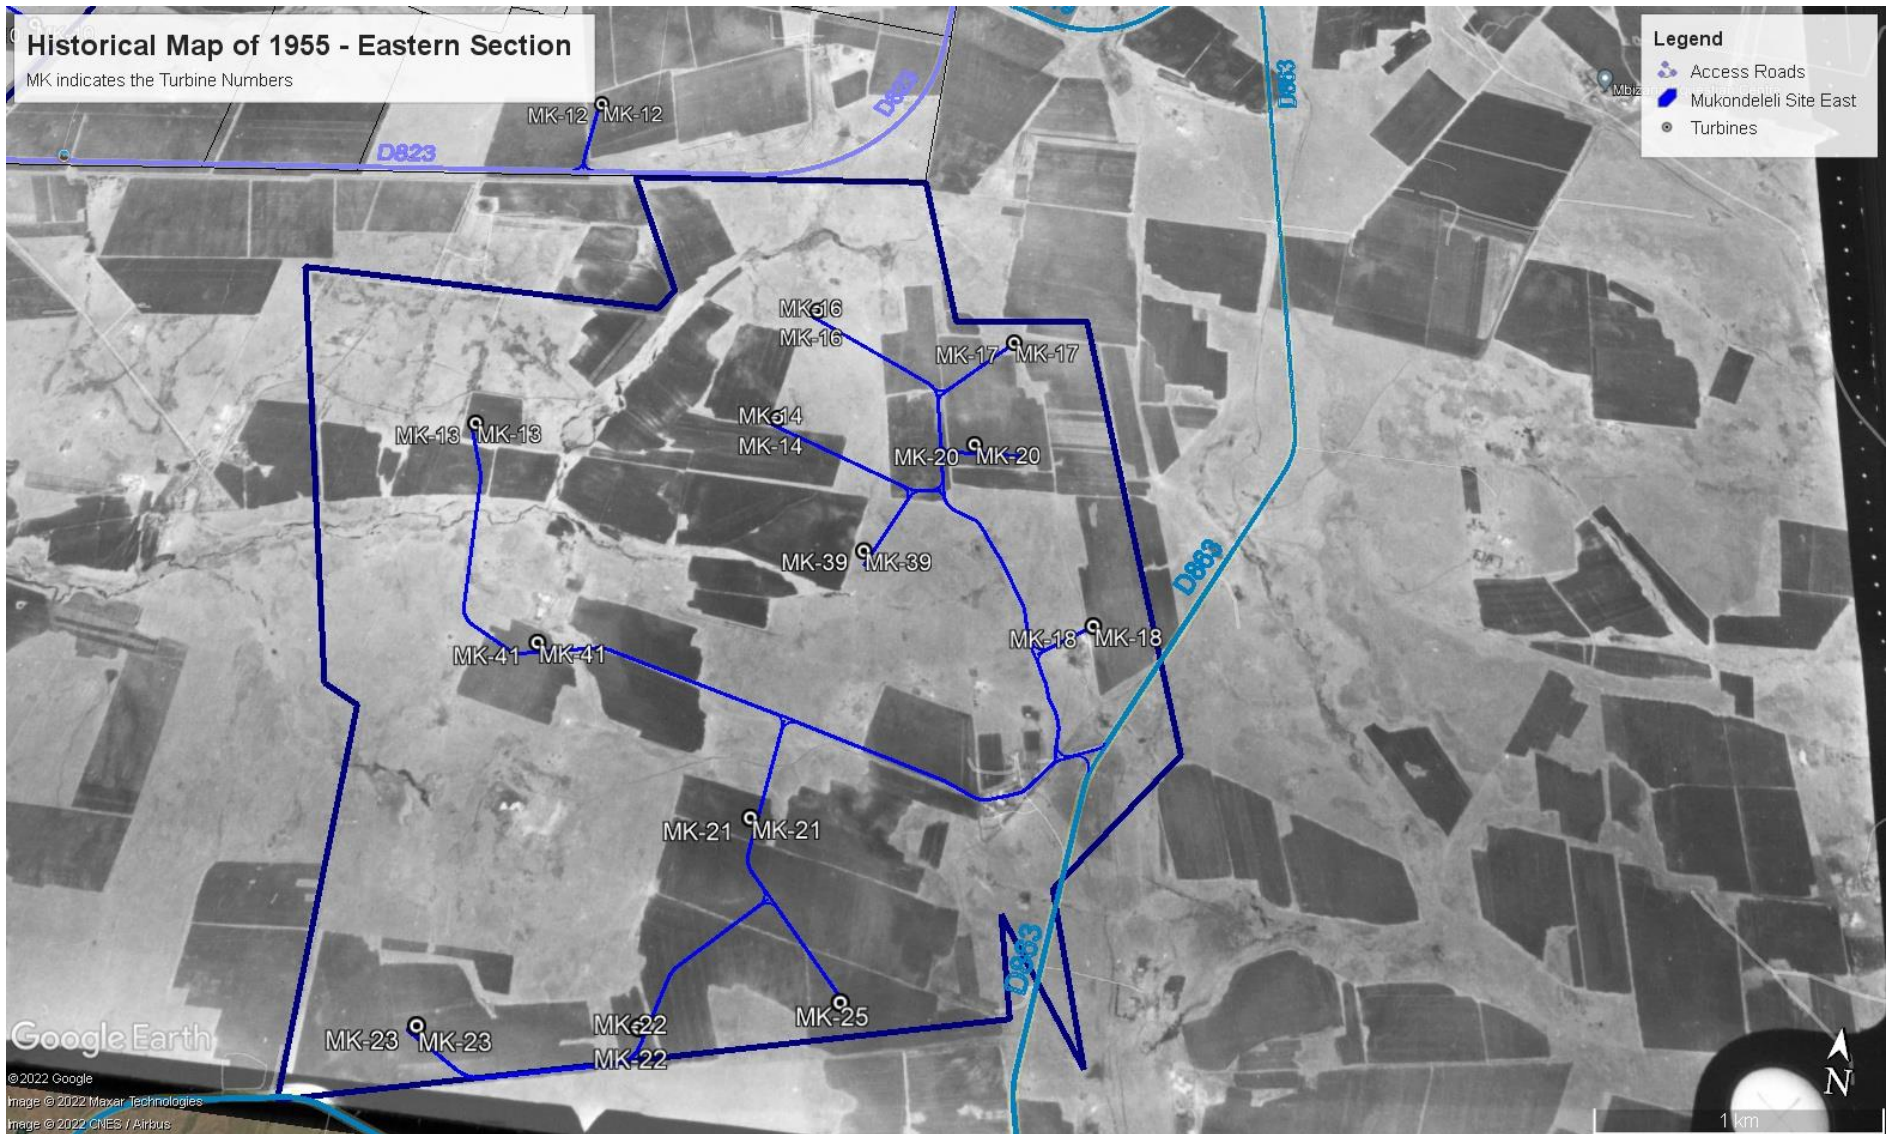 Historical Map of 1955 - Eastern Section
MK indicates the Turbine Numbers
Legend
Access Roads
Mukondeleli Site East
Turbines
D863
D823
D823
MK-12 MK-12
MK-16
MK-16
MK-17 MK-17
MK-14
MK-14
MK-13 MK-13
MK-20 MK-20
MK-39 MK-39
D863
MK-18 MK-18
MK-41 MK-41
MK-21 MK-21
D863
MK-25
MK-22
MK-22
MK-23 MK-23
Google Earth
© 2022 Google
Image © 2022 Maxar Technologies
Image © 2022 CNES / Airbus
N
1 km